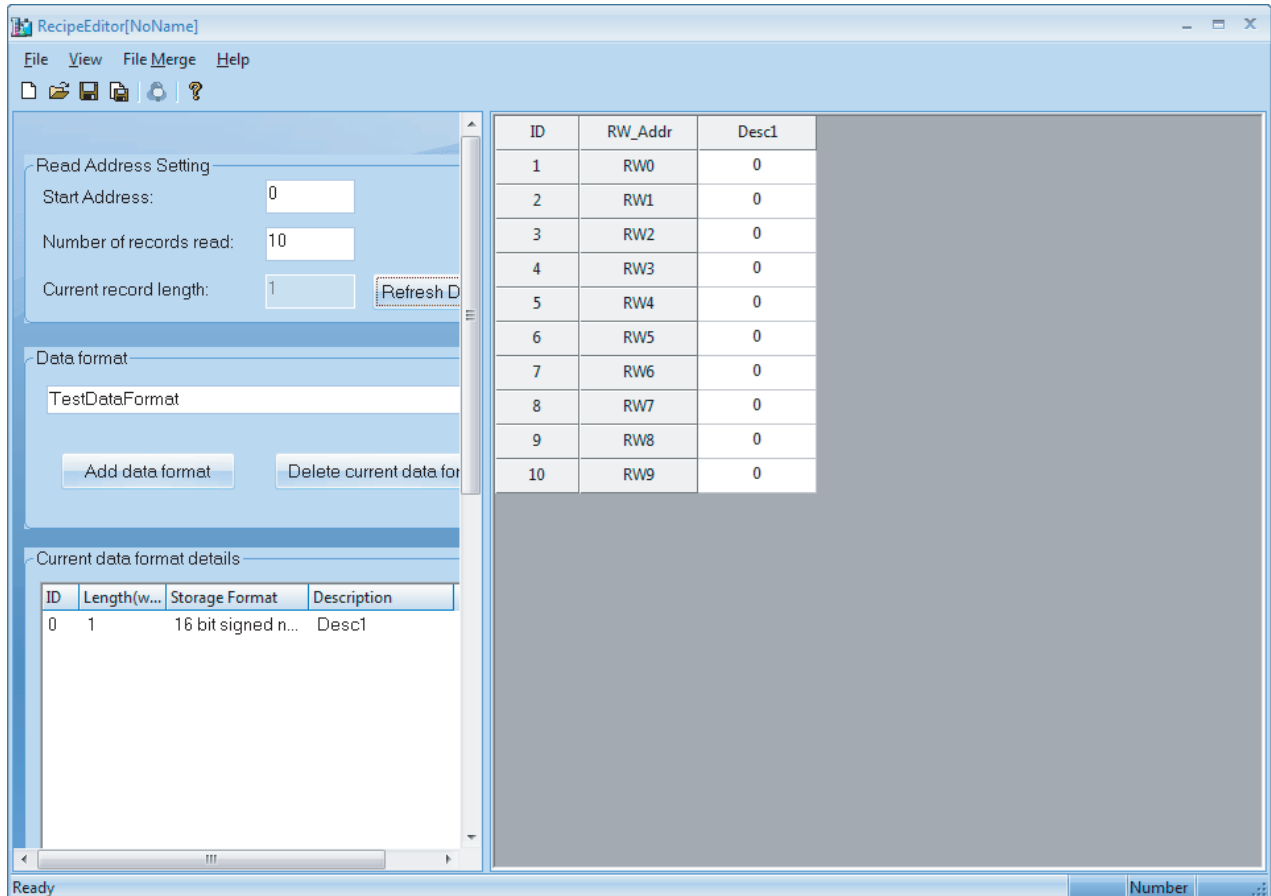 RecipeEditor[NoName]
File View File Merge Help
Read Address Setting
Start Address: 0
Number of records read: 10
Current record length: 1 Refresh D
Data format
TestDataFormat
Add data format Delete current data for
Current data format details
ID Length(w... Storage Format Description
0 1 16 bit signed n... Desc1
ID RW_Addr Desc1
1 RW0 0
2 RW1 0
3 RW2 0
4 RW3 0
5 RW4 0
6 RW5 0
7 RW6 0
8 RW7 0
9 RW8 0
10 RW9 0
Ready Number